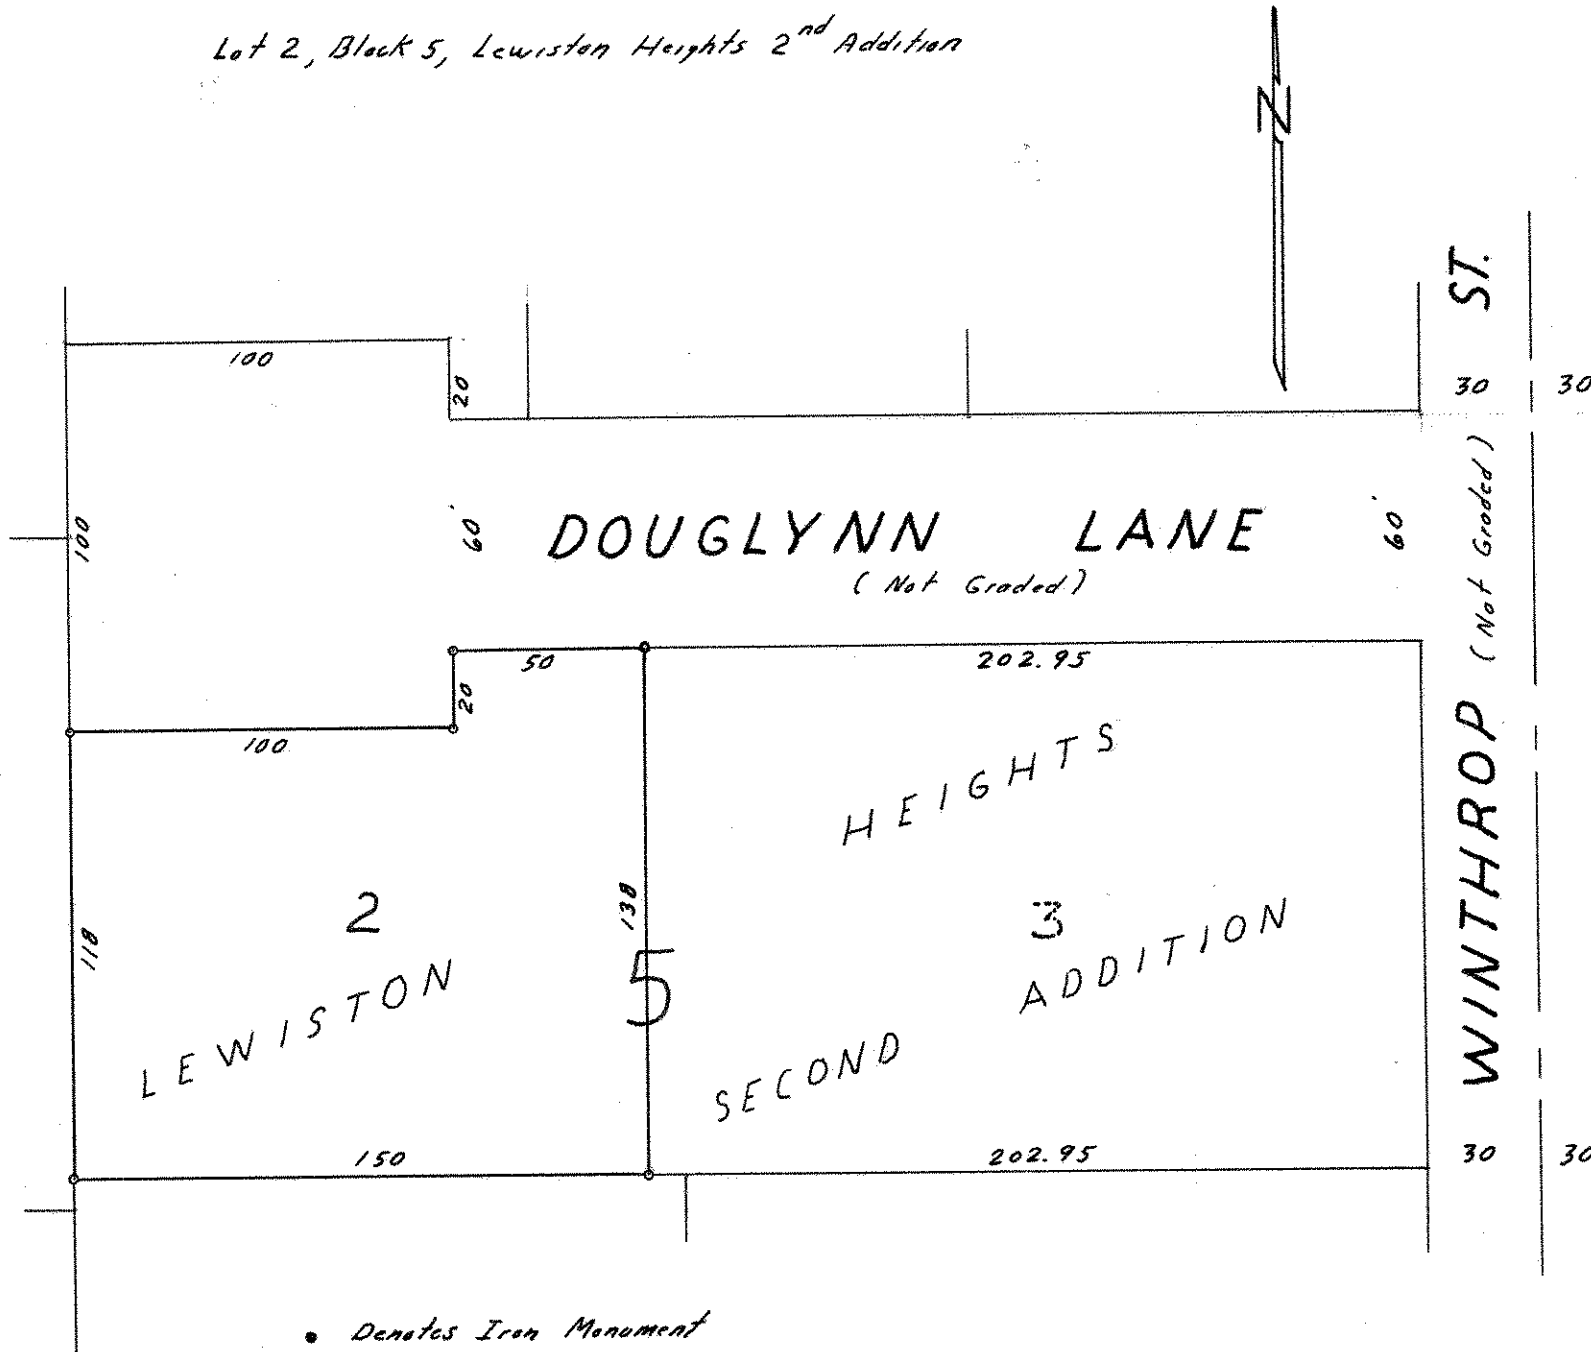 Lot 2, Block 5, Lewiston Heights 2nd Addition
N
ST.
30 30
100
20
100
60'
DOUGLYNN LANE
60'
(Not Graded)
WINTHROP (Not Graded)
50
202.95
20
100
HEIGHTS
138
2
3
118
LEWISTON
5
ADDITION
SECOND
150
202.95
30 30
• Denotes Iron Monument